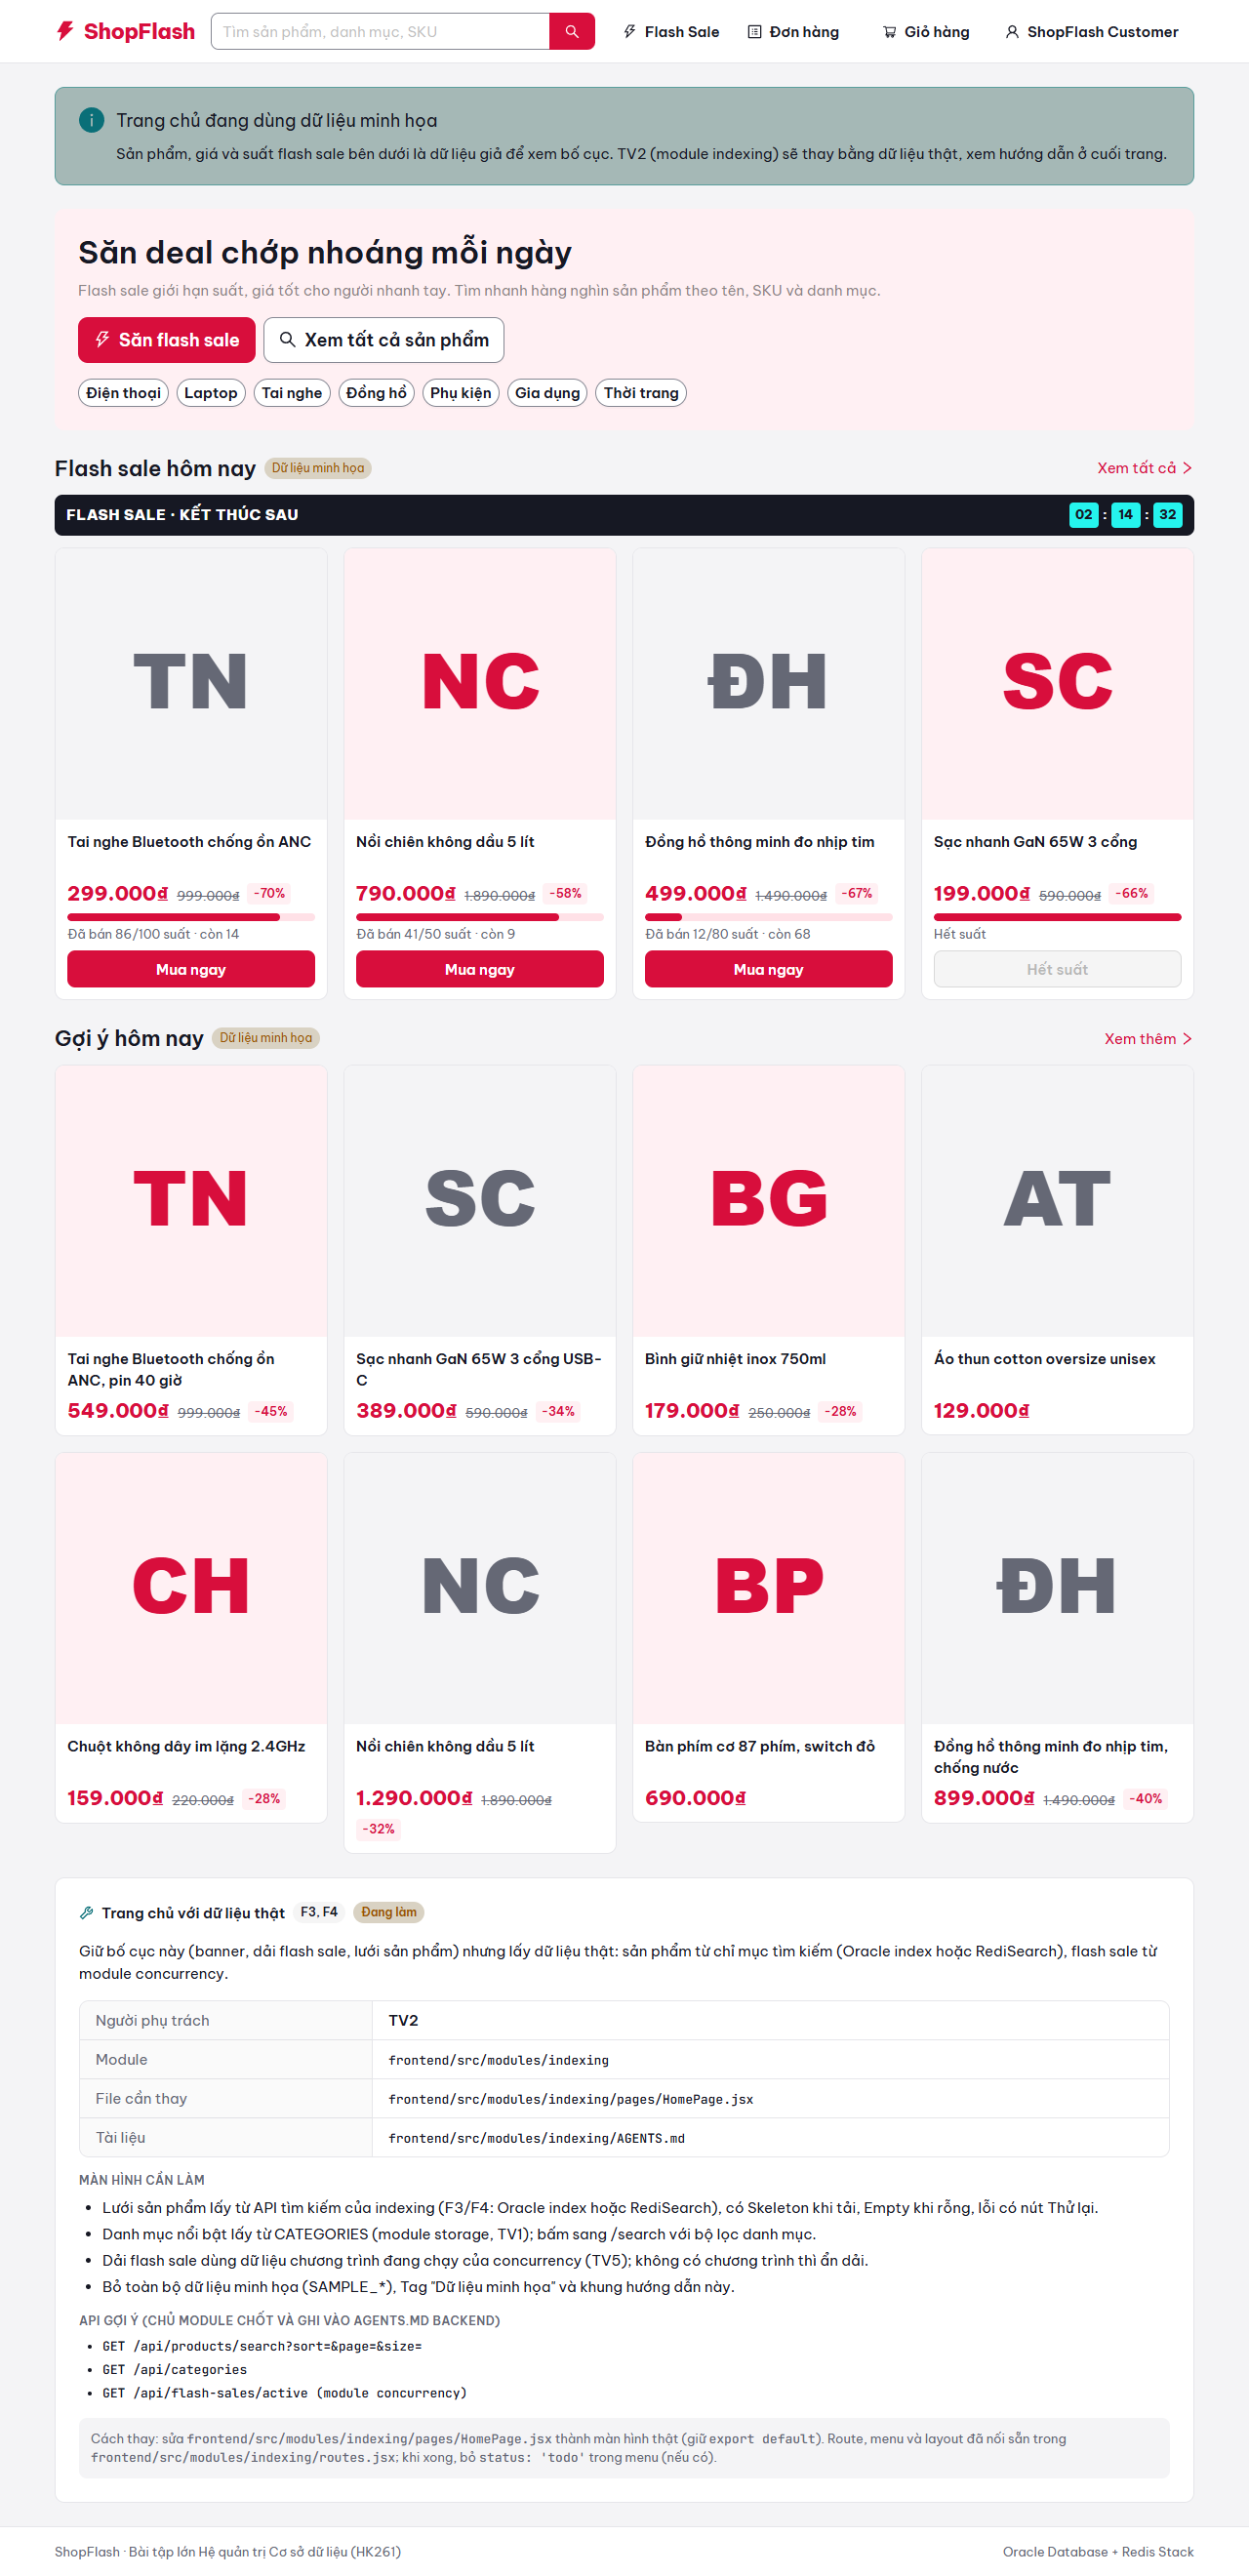 ShopFlash
Tìm sản phẩm, danh mục, SKU
Flash Sale
Đơn hàng
Giỏ hàng
ShopFlash Customer
Trang chủ đang dùng dữ liệu minh họa
Sản phẩm, giá và suất flash sale bên dưới là dữ liệu giả để xem bố cục. TV2 (module indexing) sẽ thay bằng dữ liệu thật, xem hướng dẫn ở cuối trang.
Săn deal chớp nhoáng mỗi ngày
Flash sale giới hạn suất, giá tốt cho người nhanh tay. Tìm nhanh hàng nghìn sản phẩm theo tên, SKU và danh mục.
Săn flash sale
Xem tất cả sản phẩm
Điện thoại
Laptop
Tai nghe
Đồng hồ
Phụ kiện
Gia dụng
Thời trang
Flash sale hôm nay
Dữ liệu minh họa
Xem tất cả
FLASH SALE · KẾT THÚC SAU
02 : 14 : 32
TN
Tai nghe Bluetooth chống ồn ANC
299.000₫ 999.000₫ -70%
Đã bán 86/100 suất · còn 14
Mua ngay
NC
Nồi chiên không dầu 5 lít
790.000₫ 1.890.000₫ -58%
Đã bán 41/50 suất · còn 9
Mua ngay
ĐH
Đồng hồ thông minh đo nhịp tim
499.000₫ 1.490.000₫ -67%
Đã bán 12/80 suất · còn 68
Mua ngay
SC
Sạc nhanh GaN 65W 3 cổng
199.000₫ 590.000₫ -66%
Hết suất
Hết suất
Gợi ý hôm nay
Dữ liệu minh họa
Xem thêm
TN
Tai nghe Bluetooth chống ồn
ANC, pin 40 giờ
549.000₫ 999.000₫ -45%
SC
Sạc nhanh GaN 65W 3 cổng USB-
C
389.000₫ 590.000₫ -34%
BG
Bình giữ nhiệt inox 750ml
179.000₫ 250.000₫ -28%
AT
Áo thun cotton oversize unisex
129.000₫
CH
Chuột không dây im lặng 2.4GHz
159.000₫ 220.000₫ -28%
NC
Nồi chiên không dầu 5 lít
1.290.000₫ 1.890.000₫
-32%
BP
Bàn phím cơ 87 phím, switch đỏ
690.000₫
ĐH
Đồng hồ thông minh đo nhịp tim,
chống nước
899.000₫ 1.490.000₫ -40%
Trang chủ với dữ liệu thật
F3, F4
Đang làm
Giữ bố cục này (banner, dải flash sale, lưới sản phẩm) nhưng lấy dữ liệu thật: sản phẩm từ chỉ mục tìm kiếm (Oracle index hoặc RediSearch), flash sale từ
module concurrency.
Người phụ trách
TV2
Module
frontend/src/modules/indexing
File cần thay
frontend/src/modules/indexing/pages/HomePage.jsx
Tài liệu
frontend/src/modules/indexing/AGENTS.md
MÀN HÌNH CẦN LÀM
• Lưới sản phẩm lấy từ API tìm kiếm của indexing (F3/F4: Oracle index hoặc RediSearch), có Skeleton khi tải, Empty khi rỗng, lỗi có nút Thử lại.
• Danh mục nổi bật lấy từ CATEGORIES (module storage, TV1); bấm sang /search với bộ lọc danh mục.
• Dải flash sale dùng dữ liệu chương trình đang chạy của concurrency (TV5); không có chương trình thì ẩn dải.
• Bỏ toàn bộ dữ liệu minh họa (SAMPLE_*), Tag "Dữ liệu minh họa" và khung hướng dẫn này.
API GỢI Ý (CHỦ MODULE CHỐT VÀ GHI VÀO AGENTS.MD BACKEND)
• GET /api/products/search?sort=&page=&size=
• GET /api/categories
• GET /api/flash-sales/active (module concurrency)
Cách thay: sửa frontend/src/modules/indexing/pages/HomePage.jsx thành màn hình thật (giữ export default). Route, menu và layout đã nối sẵn trong
frontend/src/modules/indexing/routes.jsx; khi xong, bỏ status: 'todo' trong menu (nếu có).
ShopFlash · Bài tập lớn Hệ quản trị Cơ sở dữ liệu (HK261)
Oracle Database + Redis Stack